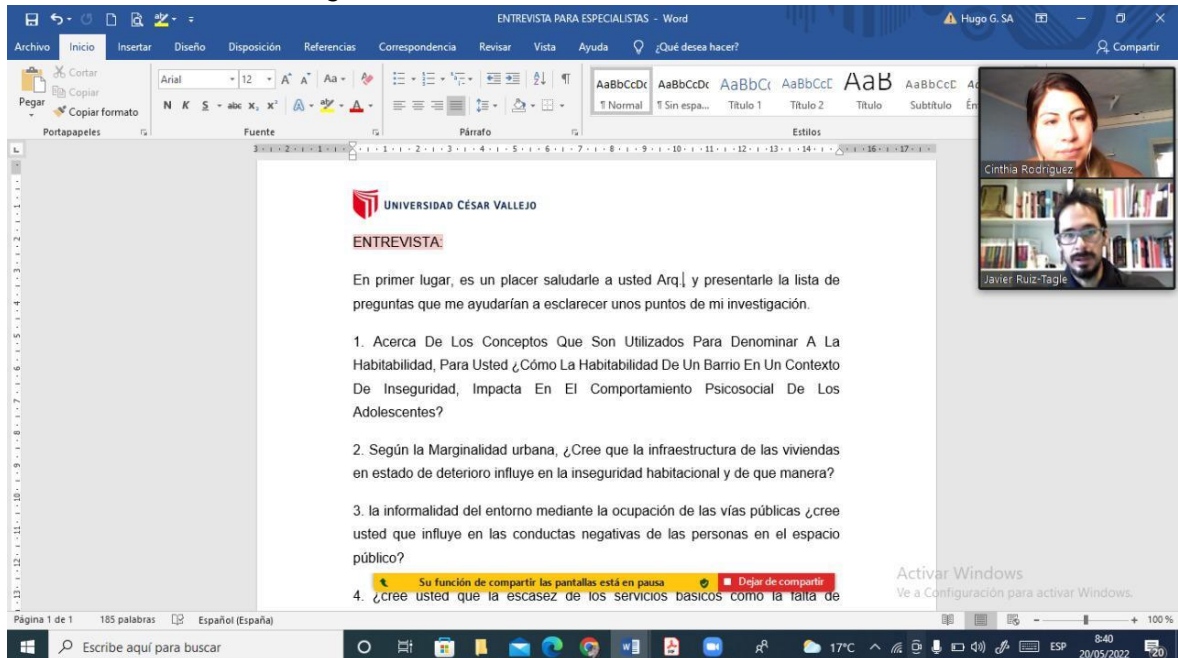 ENTREVISTA PARA ESPECIALISTAS - Word
Hugo G. SA
Archivo Inicio Insertar Diseño Disposición Referencias Correspondencia Revisar Vista Ayuda ¿Qué desea hacer? Compartir
Cortar
Copiar
Pegar
Copiar formato
Arial 12
N K S abc x₂ x²
AaBbCcDc AaBbCcDc AaBbCc AaBbCcE AaB AaBbCcE
¶ Normal ¶ Sin espa... Título 1 Título 2 Título Subtítulo
Portapapeles Fuente Párrafo Estilos
Cinthia Rodriguez
Javier Ruiz-Tagle
UNIVERSIDAD CÉSAR VALLEJO
ENTREVISTA:
En primer lugar, es un placer saludarle a usted Arq. y presentarle la lista de
preguntas que me ayudarían a esclarecer unos puntos de mi investigación.
1. Acerca De Los Conceptos Que Son Utilizados Para Denominar A La
Habitabilidad, Para Usted ¿Cómo La Habitabilidad De Un Barrio En Un Contexto
De Inseguridad, Impacta En El Comportamiento Psicosocial De Los
Adolescentes?
2. Según la Marginalidad urbana, ¿Cree que la infraestructura de las viviendas
en estado de deterioro influye en la inseguridad habitacional y de que manera?
3. la informalidad del entorno mediante la ocupación de las vías públicas ¿cree
usted que influye en las conductas negativas de las personas en el espacio
público?
Su función de compartir las pantallas está en pausa Dejar de compartir
4. ¿cree usted que la escasez de los servicios básicos como la falta de
Activar Windows
Ve a Configuración para activar Windows.
Página 1 de 1 185 palabras Español (España) 100 %
Escribe aquí para buscar 17°C ESP 8:40
20/05/2022 20